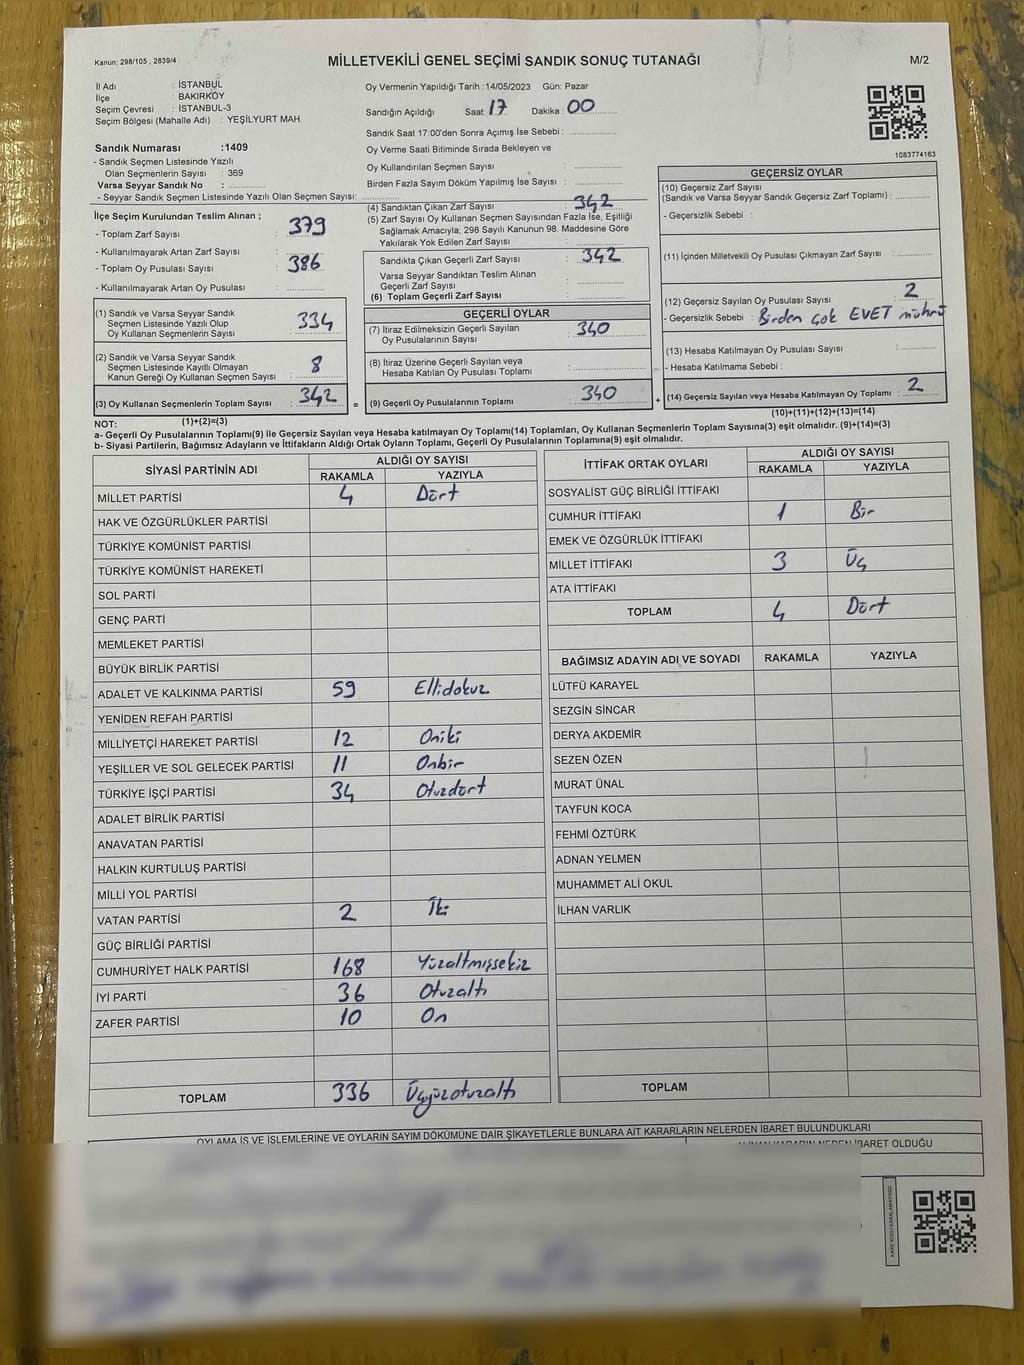 Kanun: 298/105 , 2839/4
MİLLETVEKİLİ GENEL SEÇİMİ SANDIK SONUÇ TUTANAĞI
M/2
İl Adı : İSTANBUL
İlçe : BAKIRKÖY
Seçim Çevresi : İSTANBUL-3
Seçim Bölgesi (Mahalle Adı) : YEŞİLYURT MAH.
Sandık Numarası :1409
- Sandık Seçmen Listesinde Yazılı
Olan Seçmenlerin Sayısı : 369
Varsa Seyyar Sandık No :
- Seyyar Sandık Seçmen Listesinde Yazılı Olan Seçmen Sayısı:
Oy Vermenin Yapıldığı Tarih : 14/05/2023 Gün: Pazar
Sandığın Açıldığı Saat: 17 Dakika : 00
Sandık Saat 17:00'den Sonra Açımış İse Sebebi :
Oy Verme Saati Bitiminde Sırada Bekleyen ve
Oy Kullandırılan Seçmen Sayısı :
Birden Fazla Sayım Döküm Yapılmış İse Sayısı :
1083774163
İlçe Seçim Kurulundan Teslim Alınan ;
- Toplam Zarf Sayısı : 379
- Kullanılmayarak Artan Zarf Sayısı :
- Toplam Oy Pusulası Sayısı : 386
- Kullanılmayarak Artan Oy Pusulası :
(1) Sandık ve Varsa Seyyar Sandık
Seçmen Listesinde Yazılı Olup
Oy Kullanan Seçmenlerin Sayısı : 334
(2) Sandık ve Varsa Seyyar Sandık
Seçmen Listesinde Kayıtlı Olmayan
Kanun Gereği Oy Kullanan Seçmen Sayısı : 8
(3) Oy Kullanan Seçmenlerin Toplam Sayısı : 342
(1)+(2)=(3)
(4) Sandıktan Çıkan Zarf Sayısı : 342
(5) Zarf Sayısı Oy Kullanan Seçmen Sayısından Fazla İse, Eşitliği
Sağlamak Amacıyla; 298 Sayılı Kanunun 98. Maddesine Göre
Yakılarak Yok Edilen Zarf Sayısı :
Sandıkta Çıkan Geçerli Zarf Sayısı : 342
Varsa Seyyar Sandıktan Teslim Alınan
Geçerli Zarf Sayısı :
(6) Toplam Geçerli Zarf Sayısı :
GEÇERLİ OYLAR
(7) İtiraz Edilmeksizin Geçerli Sayılan
Oy Pusulalarının Sayısı : 340
(8) İtiraz Üzerine Geçerli Sayılan veya
Hesaba Katılan Oy Pusulası Toplamı :
= (9) Geçerli Oy Pusulalarının Toplamı : 340 +
GEÇERSİZ OYLAR
(10) Geçersiz Zarf Sayısı
(Sandık ve Varsa Seyyar Sandık Geçersiz Zarf Toplamı) :
- Geçersizlik Sebebi :
(11) İçinden Milletvekili Oy Pusulası Çıkmayan Zarf Sayısı :
(12) Geçersiz Sayılan Oy Pusulası Sayısı : 2
- Geçersizlik Sebebi : Birden çok EVET mührü
(13) Hesaba Katılmayan Oy Pusulası Sayısı :
- Hesaba Katılmama Sebebi :
(14) Geçersiz Sayılan veya Hesaba Katılmayan Oy Toplamı : 2
(10)+(11)+(12)+(13)=(14)
NOT:
a- Geçerli Oy Pusulalarının Toplamı(9) ile Geçersiz Sayılan veya Hesaba katılmayan Oy Toplamı(14) Toplamları, Oy Kullanan Seçmenlerin Toplam Sayısına(3) eşit olmalıdır. (9)+(14)=(3)
b- Siyasi Partilerin, Bağımsız Adayların ve İttifakların Aldığı Ortak Oyların Toplamı, Geçerli Oy Pusulalarının Toplamına(9) eşit olmalıdır.
SİYASİ PARTİNİN ADI ALDIĞI OY SAYISI
RAKAMLA YAZIYLA
MİLLET PARTİSİ 4 Dört
HAK VE ÖZGÜRLÜKLER PARTİSİ
TÜRKİYE KOMÜNİST PARTİSİ
TÜRKİYE KOMÜNİST HAREKETİ
SOL PARTİ
GENÇ PARTİ
MEMLEKET PARTİSİ
BÜYÜK BİRLİK PARTİSİ
ADALET VE KALKINMA PARTİSİ 59 Ellidokuz
YENİDEN REFAH PARTİSİ
MİLLİYETÇİ HAREKET PARTİSİ 12 Oniki
YEŞİLLER VE SOL GELECEK PARTİSİ 11 Onbir
TÜRKİYE İŞÇİ PARTİSİ 34 Otuzdört
ADALET BİRLİK PARTİSİ
ANAVATAN PARTİSİ
HALKIN KURTULUŞ PARTİSİ
MİLLİ YOL PARTİSİ
VATAN PARTİSİ 2 İki
GÜÇ BİRLİĞİ PARTİSİ
CUMHURİYET HALK PARTİSİ 168 Yüzaltmışsekiz
İYİ PARTİ 36 Otuzaltı
ZAFER PARTİSİ 10 On
TOPLAM 336 Üçyüzotuzaltı
İTTİFAK ORTAK OYLARI ALDIĞI OY SAYISI
RAKAMLA YAZIYLA
SOSYALİST GÜÇ BİRLİĞİ İTTİFAKI
CUMHUR İTTİFAKI 1 Bir
EMEK VE ÖZGÜRLÜK İTTİFAKI
MİLLET İTTİFAKI 3 Üç
ATA İTTİFAKI
TOPLAM 4 Dört
BAĞIMSIZ ADAYIN ADI VE SOYADI RAKAMLA YAZIYLA
LÜTFÜ KARAYEL
SEZGİN SİNCAR
DERYA AKDEMİR
SEZEN ÖZEN
MURAT ÜNAL
TAYFUN KOCA
FEHMİ ÖZTÜRK
ADNAN YELMEN
MUHAMMET ALİ OKUL
İLHAN VARLIK
TOPLAM
OYLAMA İŞ VE İŞLEMLERİNE VE OYLARIN SAYIM DÖKÜMÜNE DAİR ŞİKAYETLERLE BUNLARA AİT KARARLARIN NELERDEN İBARET BULUNDUKLARI
ALINAN KARARIN NEDEN İBARET OLDUĞU
KARE KODU KARALAMAYINIZ!